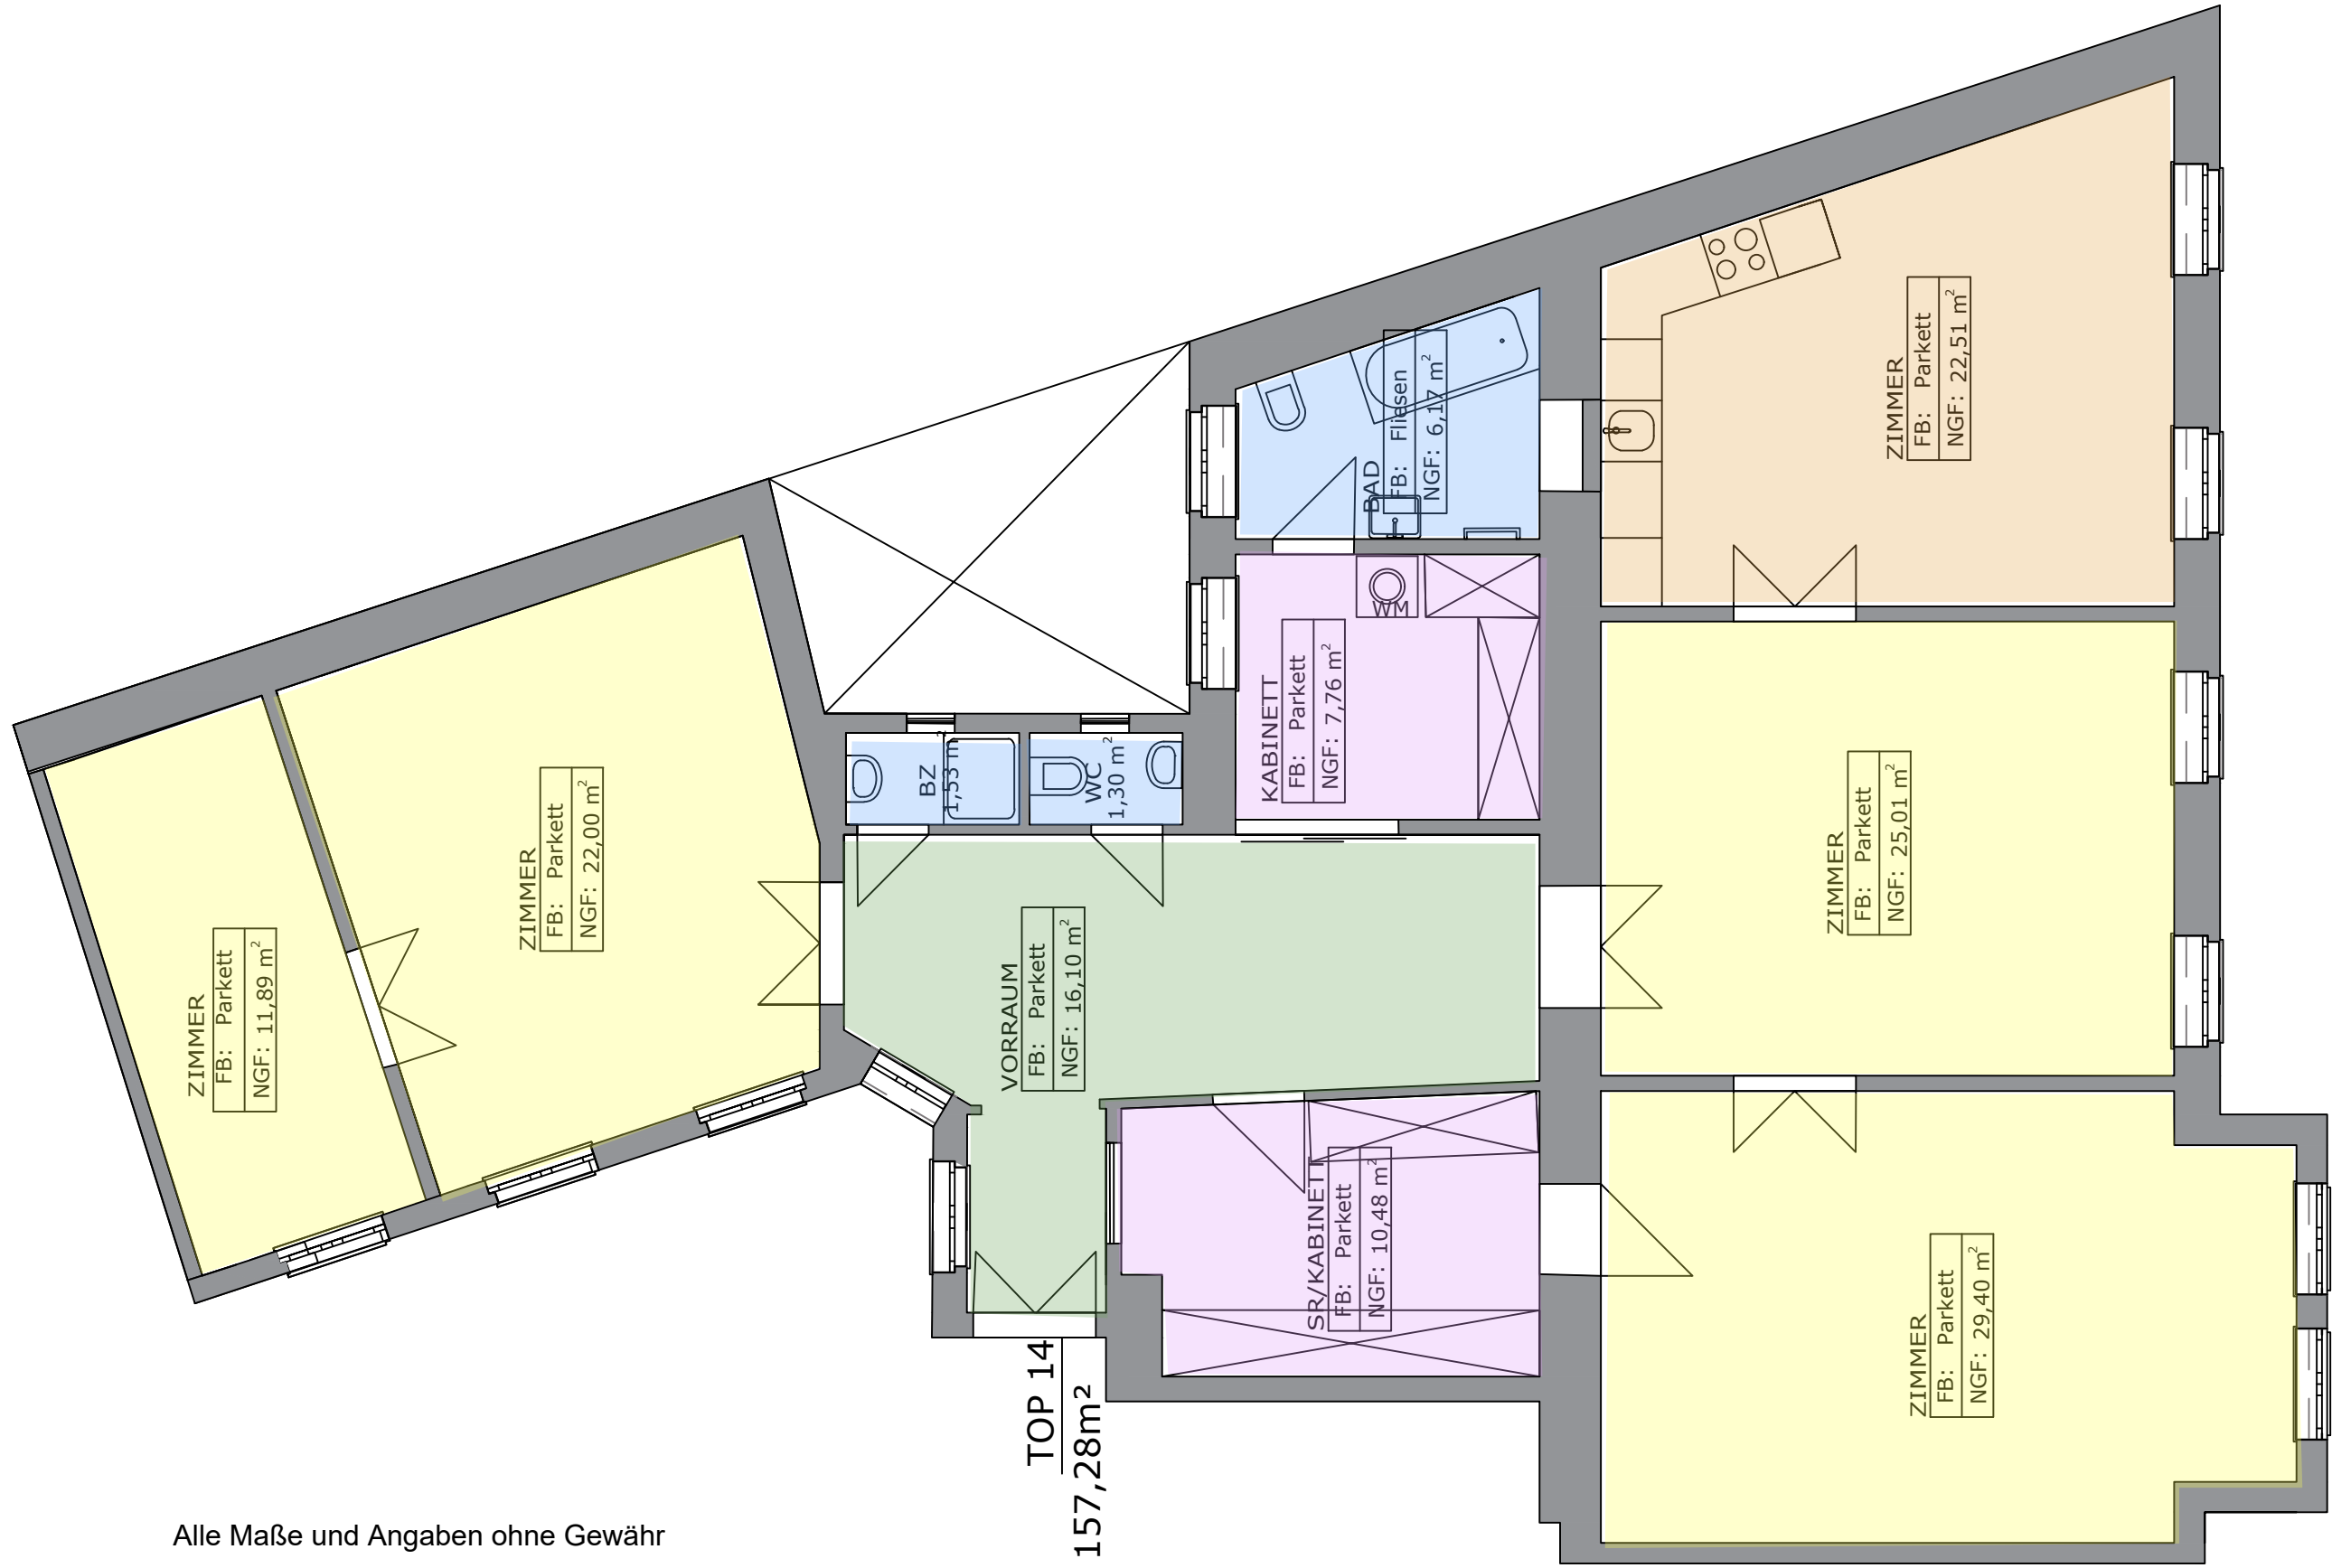 ZIMMER
FB: Parkett
NGF: 11,89 m²
ZIMMER
FB: Parkett
NGF: 22,00 m²
BZ
1,53 m²
WC
1,30 m²
VORRAUM
FB: Parkett
NGF: 16,10 m²
BAD
FB: Fliesen
NGF: 6,17 m²
WM
KABINETT
FB: Parkett
NGF: 7,76 m²
SR/KABINETT
FB: Parkett
NGF: 10,48 m²
ZIMMER
FB: Parkett
NGF: 22,51 m²
ZIMMER
FB: Parkett
NGF: 25,01 m²
ZIMMER
FB: Parkett
NGF: 29,40 m²
TOP 14
157,28m²
Alle Maße und Angaben ohne Gewähr